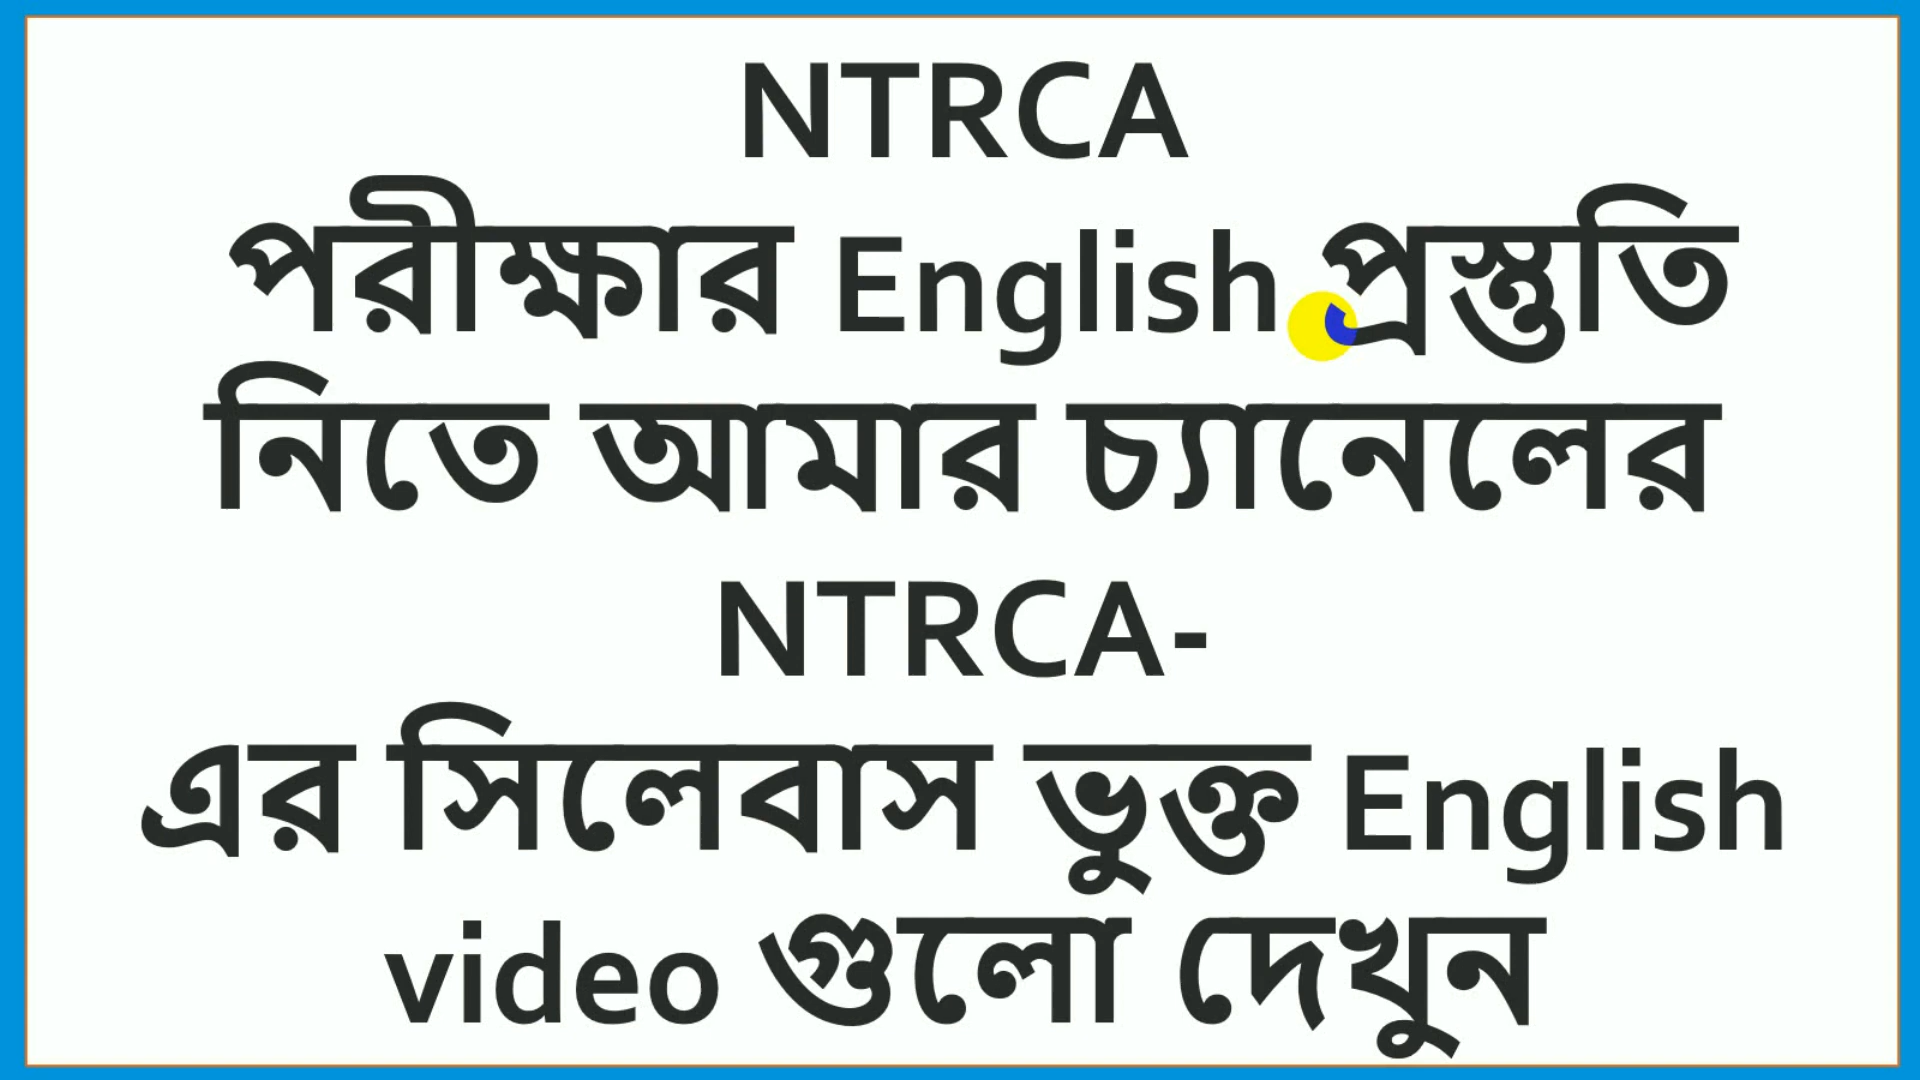 NTRCA
পরীক্ষার English প্রস্তুতি
নিতে আমার চ্যানেলের
NTRCA-
এর সিলেবাস ভুক্ত English
video গুলো দেখুন